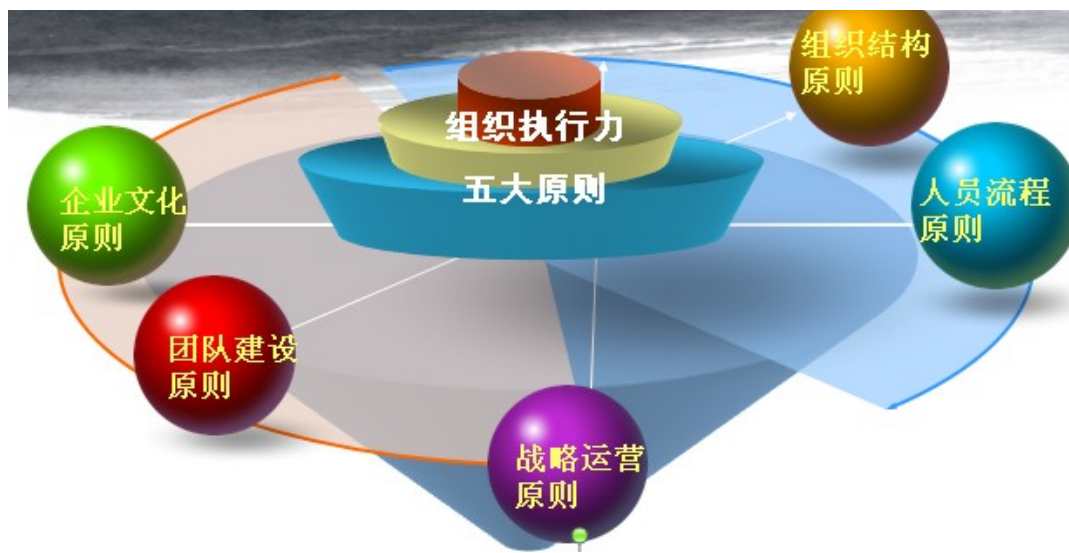 组织结构
原则
组织执行力
五大原则
企业文化
原则
人员流程
原则
团队建设
原则
战略运营
原则